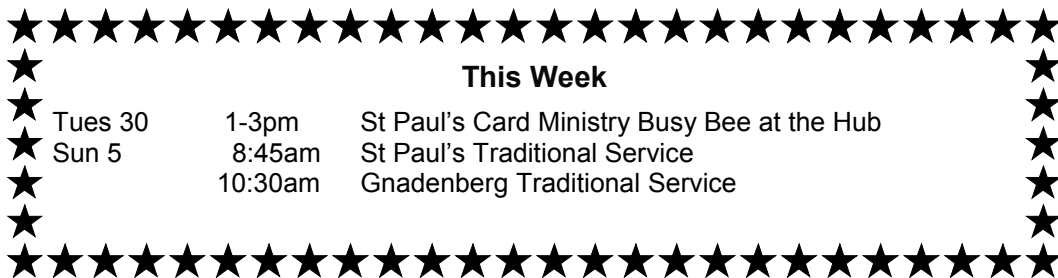 This Week
Tues 30 1-3pm St Paul's Card Ministry Busy Bee at the Hub
Sun 5 8:45am St Paul's Traditional Service
10:30am Gnadenberg Traditional Service